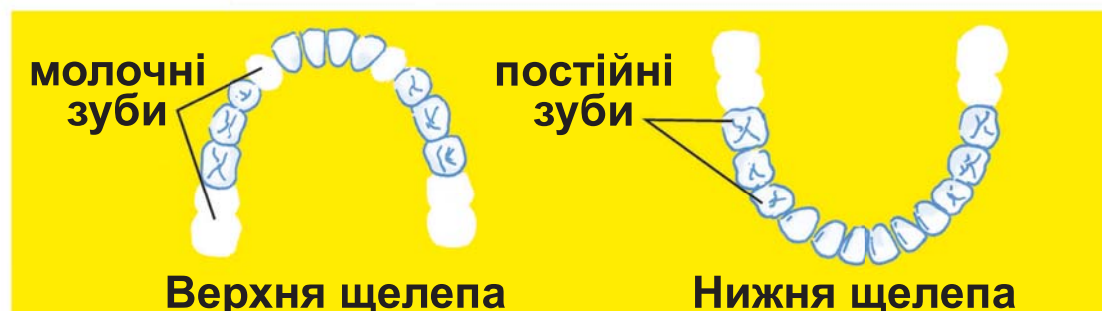 молочні
зуби
постійні
зуби
Верхня щелепа
Нижня щелепа